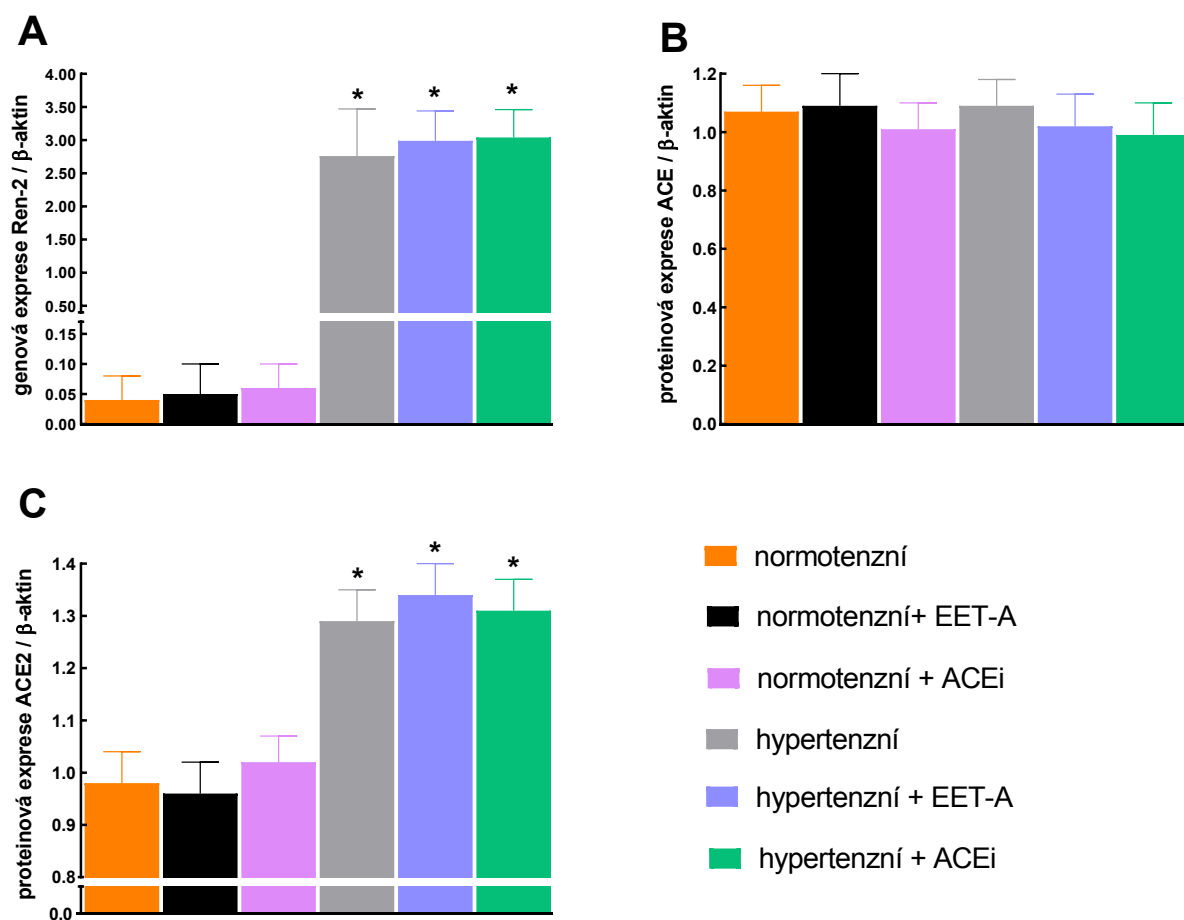 A
genová exprese Ren-2 / β-aktin
4.00
3.50
3.00
2.50
2.00
1.50
1.00
0.50
0.15
0.10
0.05
0.00
* * *
B
proteinová exprese ACE / β-aktin
1.2
1.0
0.8
0.6
0.4
0.2
0.0
C
proteinová exprese ACE2 / β-aktin
1.4
1.3
1.2
1.1
1.0
0.9
0.8
0.0
* * *
normotenzní
normotenzní+ EET-A
normotenzní + ACEi
hypertenzní
hypertenzní + EET-A
hypertenzní + ACEi